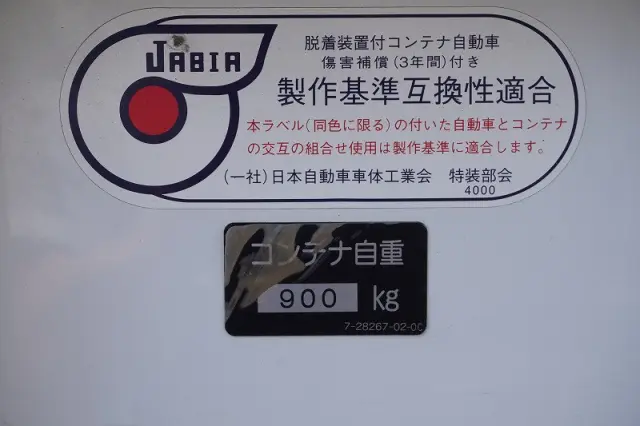 JABIA
脱着装置付コンテナ自動車
傷害補償(3年間)付き
製作基準互換性適合
本ラベル(同色に限る)の付いた自動車とコンテナ
の交互の組合せ使用は製作基準に適合します。
(一社)日本自動車車体工業会 特装部会
4000
コンテナ自重
900 kg
7-28267-02-00